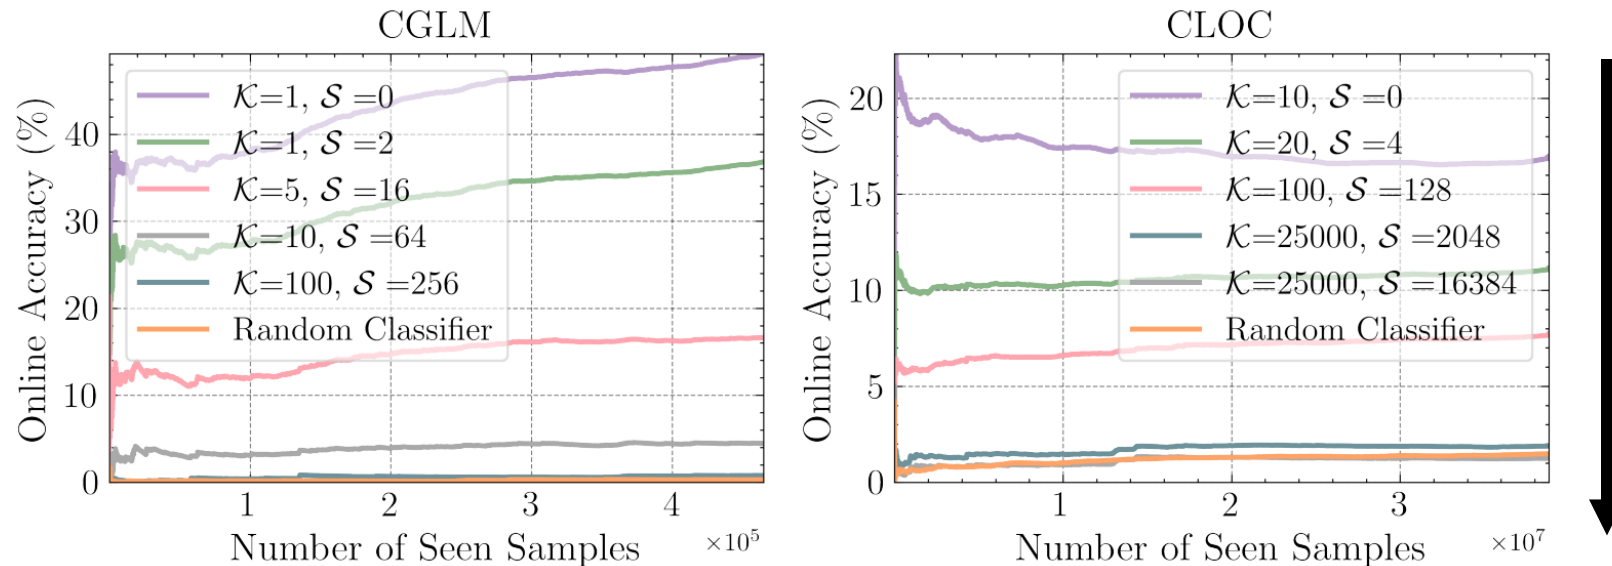 CGLM
Online Accuracy (%)
40
30
20
10
0
𝒦=1, 𝒮 =0
𝒦=1, 𝒮 =2
𝒦=5, 𝒮 =16
𝒦=10, 𝒮 =64
𝒦=100, 𝒮 =256
Random Classifier
1 2 3 4
×10⁵
Number of Seen Samples
CLOC
Online Accuracy (%)
20
15
10
5
0
𝒦=10, 𝒮 =0
𝒦=20, 𝒮 =4
𝒦=100, 𝒮 =128
𝒦=25000, 𝒮 =2048
𝒦=25000, 𝒮 =16384
Random Classifier
1 2 3
×10⁷
Number of Seen Samples